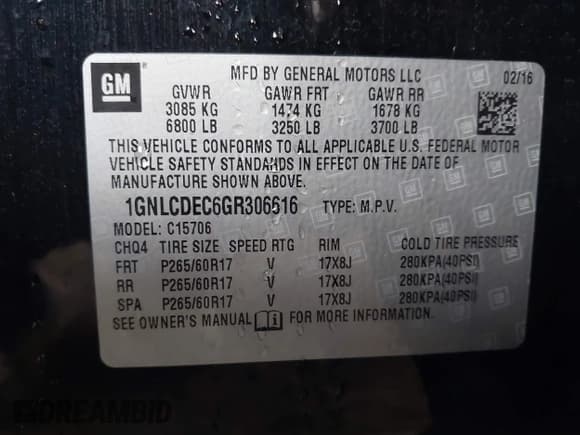 GM
MFD BY GENERAL MOTORS LLC 02/16
GVWR GAWR FRT GAWR RR
3085 KG 1474 KG 1678 KG
6800 LB 3250 LB 3700 LB
THIS VEHICLE CONFORMS TO ALL APPLICABLE U.S. FEDERAL MOTOR
VEHICLE SAFETY STANDARDS IN EFFECT ON THE DATE OF
MANUFACTURE SHOWN ABOVE.
1GNLCDEC6GR306616 TYPE: M.P.V.
MODEL: C15706
CHQ4 TIRE SIZE SPEED RTG RIM COLD TIRE PRESSURE
FRT P265/60R17 V 17X8J 280KPA(40PSI)
RR P265/60R17 V 17X8J 280KPA(40PSI)
SPA P265/60R17 V 17X8J 280KPA(40PSI)
SEE OWNER'S MANUAL i FOR MORE INFORMATION.
DREAMBID